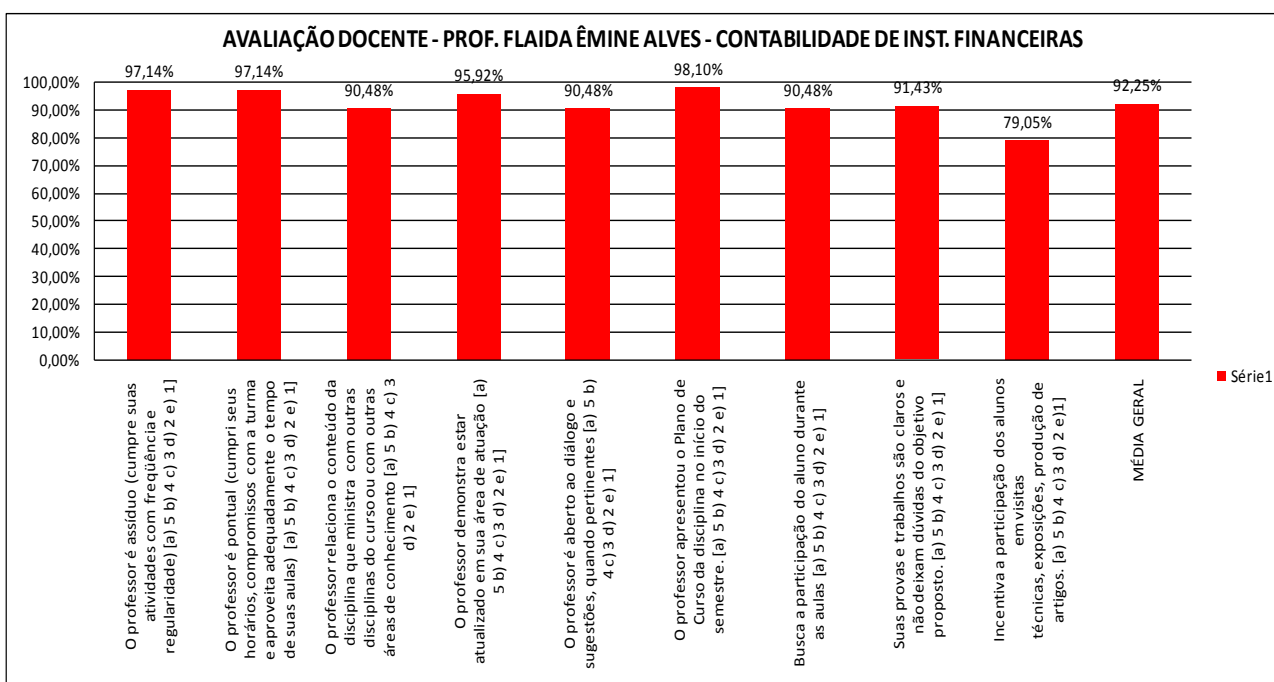 AVALIAÇÃO DOCENTE - PROF. FLAIDA ÊMINE ALVES - CONTABILIDADE DE INST. FINANCEIRAS
100,00%
90,00%
80,00%
70,00%
60,00%
50,00%
40,00%
30,00%
20,00%
10,00%
0,00%
97,14%
97,14%
90,48%
95,92%
90,48%
98,10%
90,48%
91,43%
79,05%
92,25%
O professor é assíduo (cumpre suas
atividades com freqüência e
regularidade) [a) 5 b) 4 c) 3 d) 2 e) 1]
O professor é pontual (cumpri seus
horários, compromissos com a turma
e aproveita adequadamente o tempo
de suas aulas) [a) 5 b) 4 c) 3 d) 2 e) 1]
O professor relaciona o conteúdo da
disciplina que ministra com outras
disciplinas do curso ou com outras
áreas de conhecimento [a) 5 b) 4 c) 3
d) 2 e) 1]
O professor demonstra estar
atualizado em sua área de atuação [a)
5 b) 4 c) 3 d) 2 e) 1]
O professor é aberto ao diálogo e
sugestões, quando pertinentes [a) 5 b)
4 c) 3 d) 2 e) 1]
O professor apresentou o Plano de
Curso da disciplina no início do
semestre. [a) 5 b) 4 c) 3 d) 2 e) 1]
Busca a participação do aluno durante
as aulas [a) 5 b) 4 c) 3 d) 2 e) 1]
Suas provas e trabalhos são claros e
não deixam dúvidas do objetivo
proposto. [a) 5 b) 4 c) 3 d) 2 e) 1]
Incentiva a participação dos alunos
em visitas
técnicas, exposições, produção de
artigos. [a) 5 b) 4 c) 3 d) 2 e)1]
MÉDIA GERAL
Série1